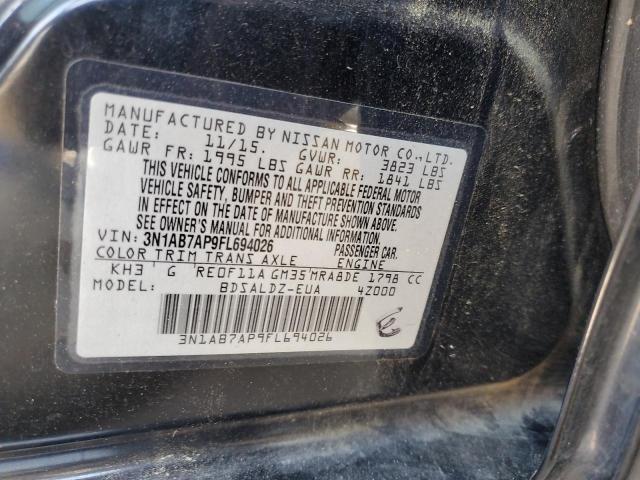 MANUFACTURED BY NISSAN MOTOR CO.,LTD.
DATE: 11/15. GVWR: 3823 LBS
GAWR FR: 1995 LBS GAWR RR: 1841 LBS
THIS VEHICLE CONFORMS TO ALL APPLICABLE FEDERAL MOTOR
VEHICLE SAFETY, BUMPER AND THEFT PREVENTION STANDARDS
IN EFFECT ON THE DATE OF MANUFACTURE SHOWN ABOVE.
SEE OWNER'S MANUAL FOR ADDITIONAL INFORMATION.
VIN: 3N1AB7AP9FL694026 PASSENGER CAR.
COLOR TRIM TRANS AXLE ENGINE
KH3 G RE0F11A GM35 MRA8DE 1798 CC
MODEL: BDSALDZ-EUA 4Z000
3N1AB7AP9FL694026